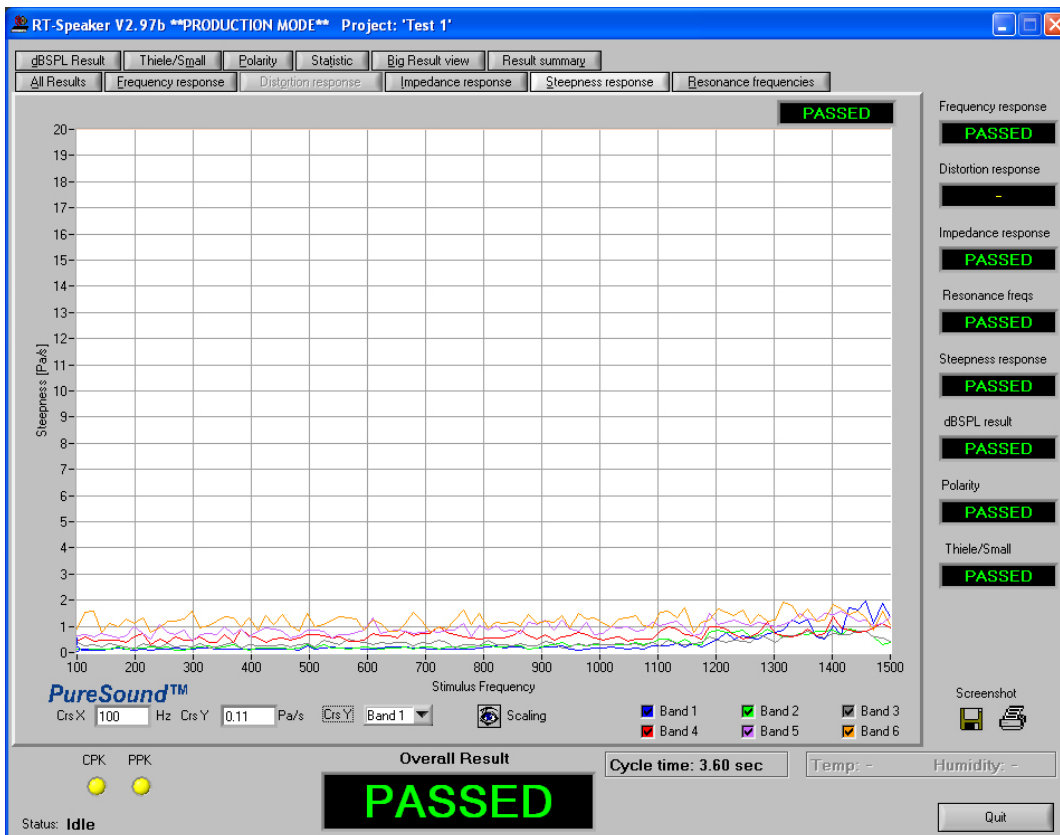 RT-Speaker V2.97b **PRODUCTION MODE** Project: 'Test 1'
dBSPL Result Thiele/Small Polarity Statistic Big Result view Result summary
All Results Frequency response Distortion response Impedance response Steepness response Resonance frequencies
PASSED
Frequency response
PASSED
Distortion response
-
Impedance response
PASSED
Resonance freqs
PASSED
Steepness response
PASSED
dBSPL result
PASSED
Polarity
PASSED
Thiele/Small
PASSED
Steepness [Pa/s]
20
19
18
17
16
15
14
13
12
11
10
9
8
7
6
5
4
3
2
1
0
100 200 300 400 500 600 700 800 900 1000 1100 1200 1300 1400 1500
Stimulus Frequency
PureSound™
Crs X 100 Hz Crs Y 0.11 Pa/s Crs Y Band 1 Scaling
Band 1 Band 2 Band 3
Band 4 Band 5 Band 6
Screenshot
CPK PPK
Overall Result
PASSED
Cycle time: 3.60 sec
Temp: - Humidity: -
Status: Idle
Quit